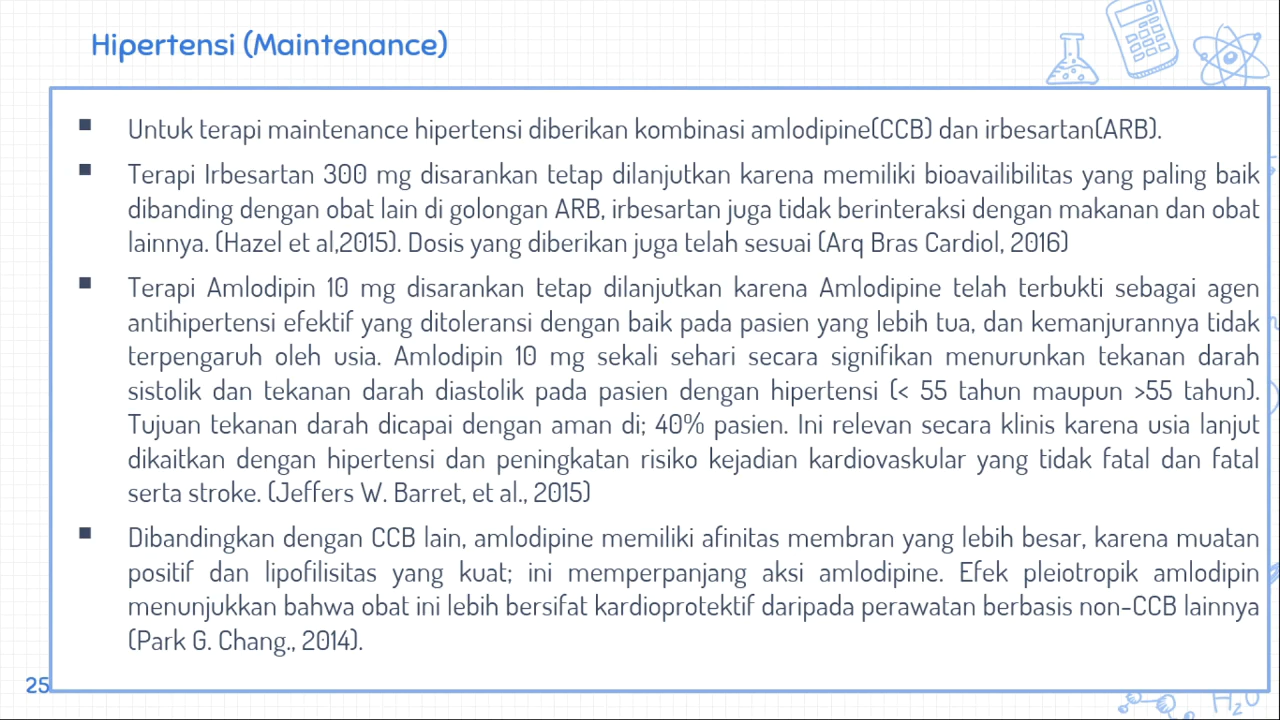 Hipertensi (Maintenance)
▪ Untuk terapi maintenance hipertensi diberikan kombinasi amlodipine(CCB) dan irbesartan(ARB).
▪ Terapi Irbesartan 300 mg disarankan tetap dilanjutkan karena memiliki bioavailibilitas yang paling baik
dibanding dengan obat lain di golongan ARB, irbesartan juga tidak berinteraksi dengan makanan dan obat
lainnya. (Hazel et al,2015). Dosis yang diberikan juga telah sesuai (Arq Bras Cardiol, 2016)
▪ Terapi Amlodipin 10 mg disarankan tetap dilanjutkan karena Amlodipine telah terbukti sebagai agen
antihipertensi efektif yang ditoleransi dengan baik pada pasien yang lebih tua, dan kemanjurannya tidak
terpengaruh oleh usia. Amlodipin 10 mg sekali sehari secara signifikan menurunkan tekanan darah
sistolik dan tekanan darah diastolik pada pasien dengan hipertensi (< 55 tahun maupun >55 tahun).
Tujuan tekanan darah dicapai dengan aman di; 40% pasien. Ini relevan secara klinis karena usia lanjut
dikaitkan dengan hipertensi dan peningkatan risiko kejadian kardiovaskular yang tidak fatal dan fatal
serta stroke. (Jeffers W. Barret, et al., 2015)
▪ Dibandingkan dengan CCB lain, amlodipine memiliki afinitas membran yang lebih besar, karena muatan
positif dan lipofilisitas yang kuat; ini memperpanjang aksi amlodipine. Efek pleiotropik amlodipin
menunjukkan bahwa obat ini lebih bersifat kardioprotektif daripada perawatan berbasis non-CCB lainnya
(Park G. Chang., 2014).
25
H₂O